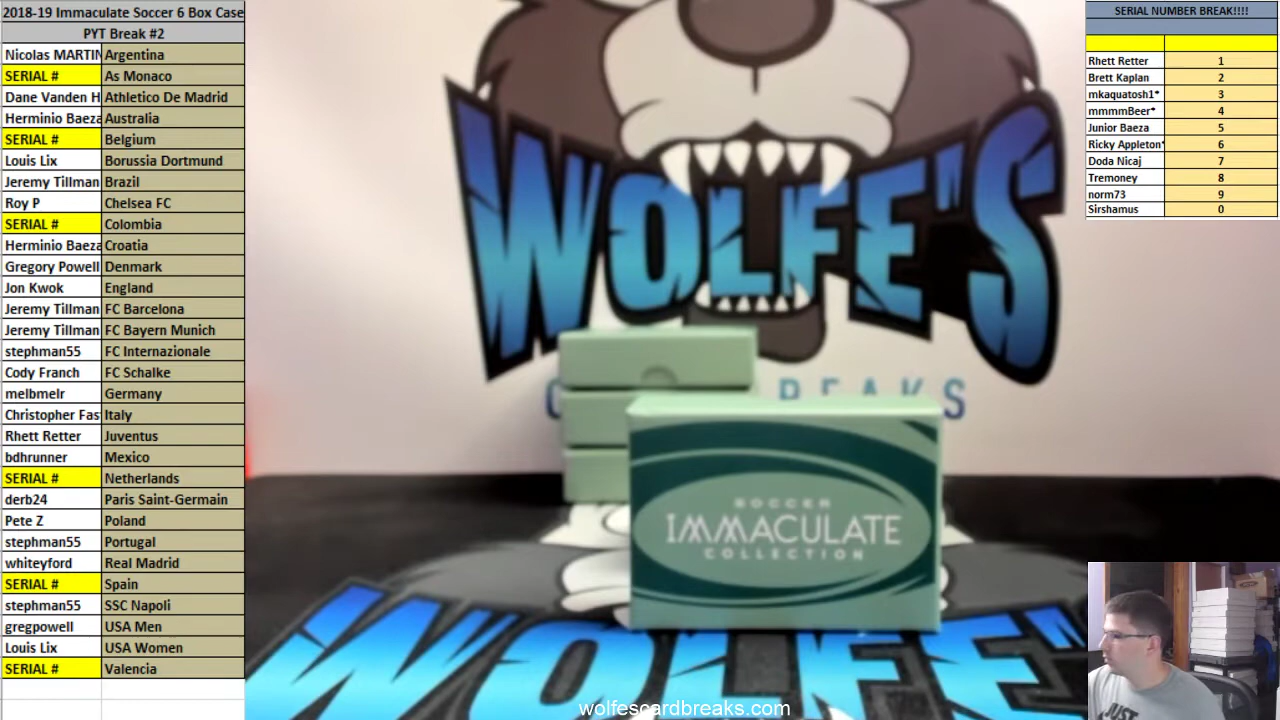 2018-19 Immaculate Soccer 6 Box Case
PYT Break #2
Nicolas MARTIN Argentina
SERIAL # As Monaco
Dane Vanden H Athletico De Madrid
Herminio Baeza Australia
SERIAL # Belgium
Louis Lix Borussia Dortmund
Jeremy Tillman Brazil
Roy P Chelsea FC
SERIAL # Colombia
Herminio Baeza Croatia
Gregory Powell Denmark
Jon Kwok England
Jeremy Tillman FC Barcelona
Jeremy Tillman FC Bayern Munich
stephman55 FC Internazionale
Cody Franch FC Schalke
melbmelr Germany
Christopher Fas Italy
Rhett Retter Juventus
bdhrunner Mexico
SERIAL # Netherlands
derb24 Paris Saint-Germain
Pete Z Poland
stephman55 Portugal
whiteyford Real Madrid
SERIAL # Spain
stephman55 SSC Napoli
gregpowell USA Men
Louis Lix USA Women
SERIAL # Valencia
WOLFE'S
BREAKS
SOCCER
IMMACULATE
COLLECTION
WOLFE'
wolfescardbreaks.com
SERIAL NUMBER BREAK!!!!
Rhett Retter 1
Brett Kaplan 2
mkaquatosh1* 3
mmmmBeer* 4
Junior Baeza 5
Ricky Appleton* 6
Doda Nicaj 7
Tremoney 8
norm73 9
Sirshamus 0
JUST